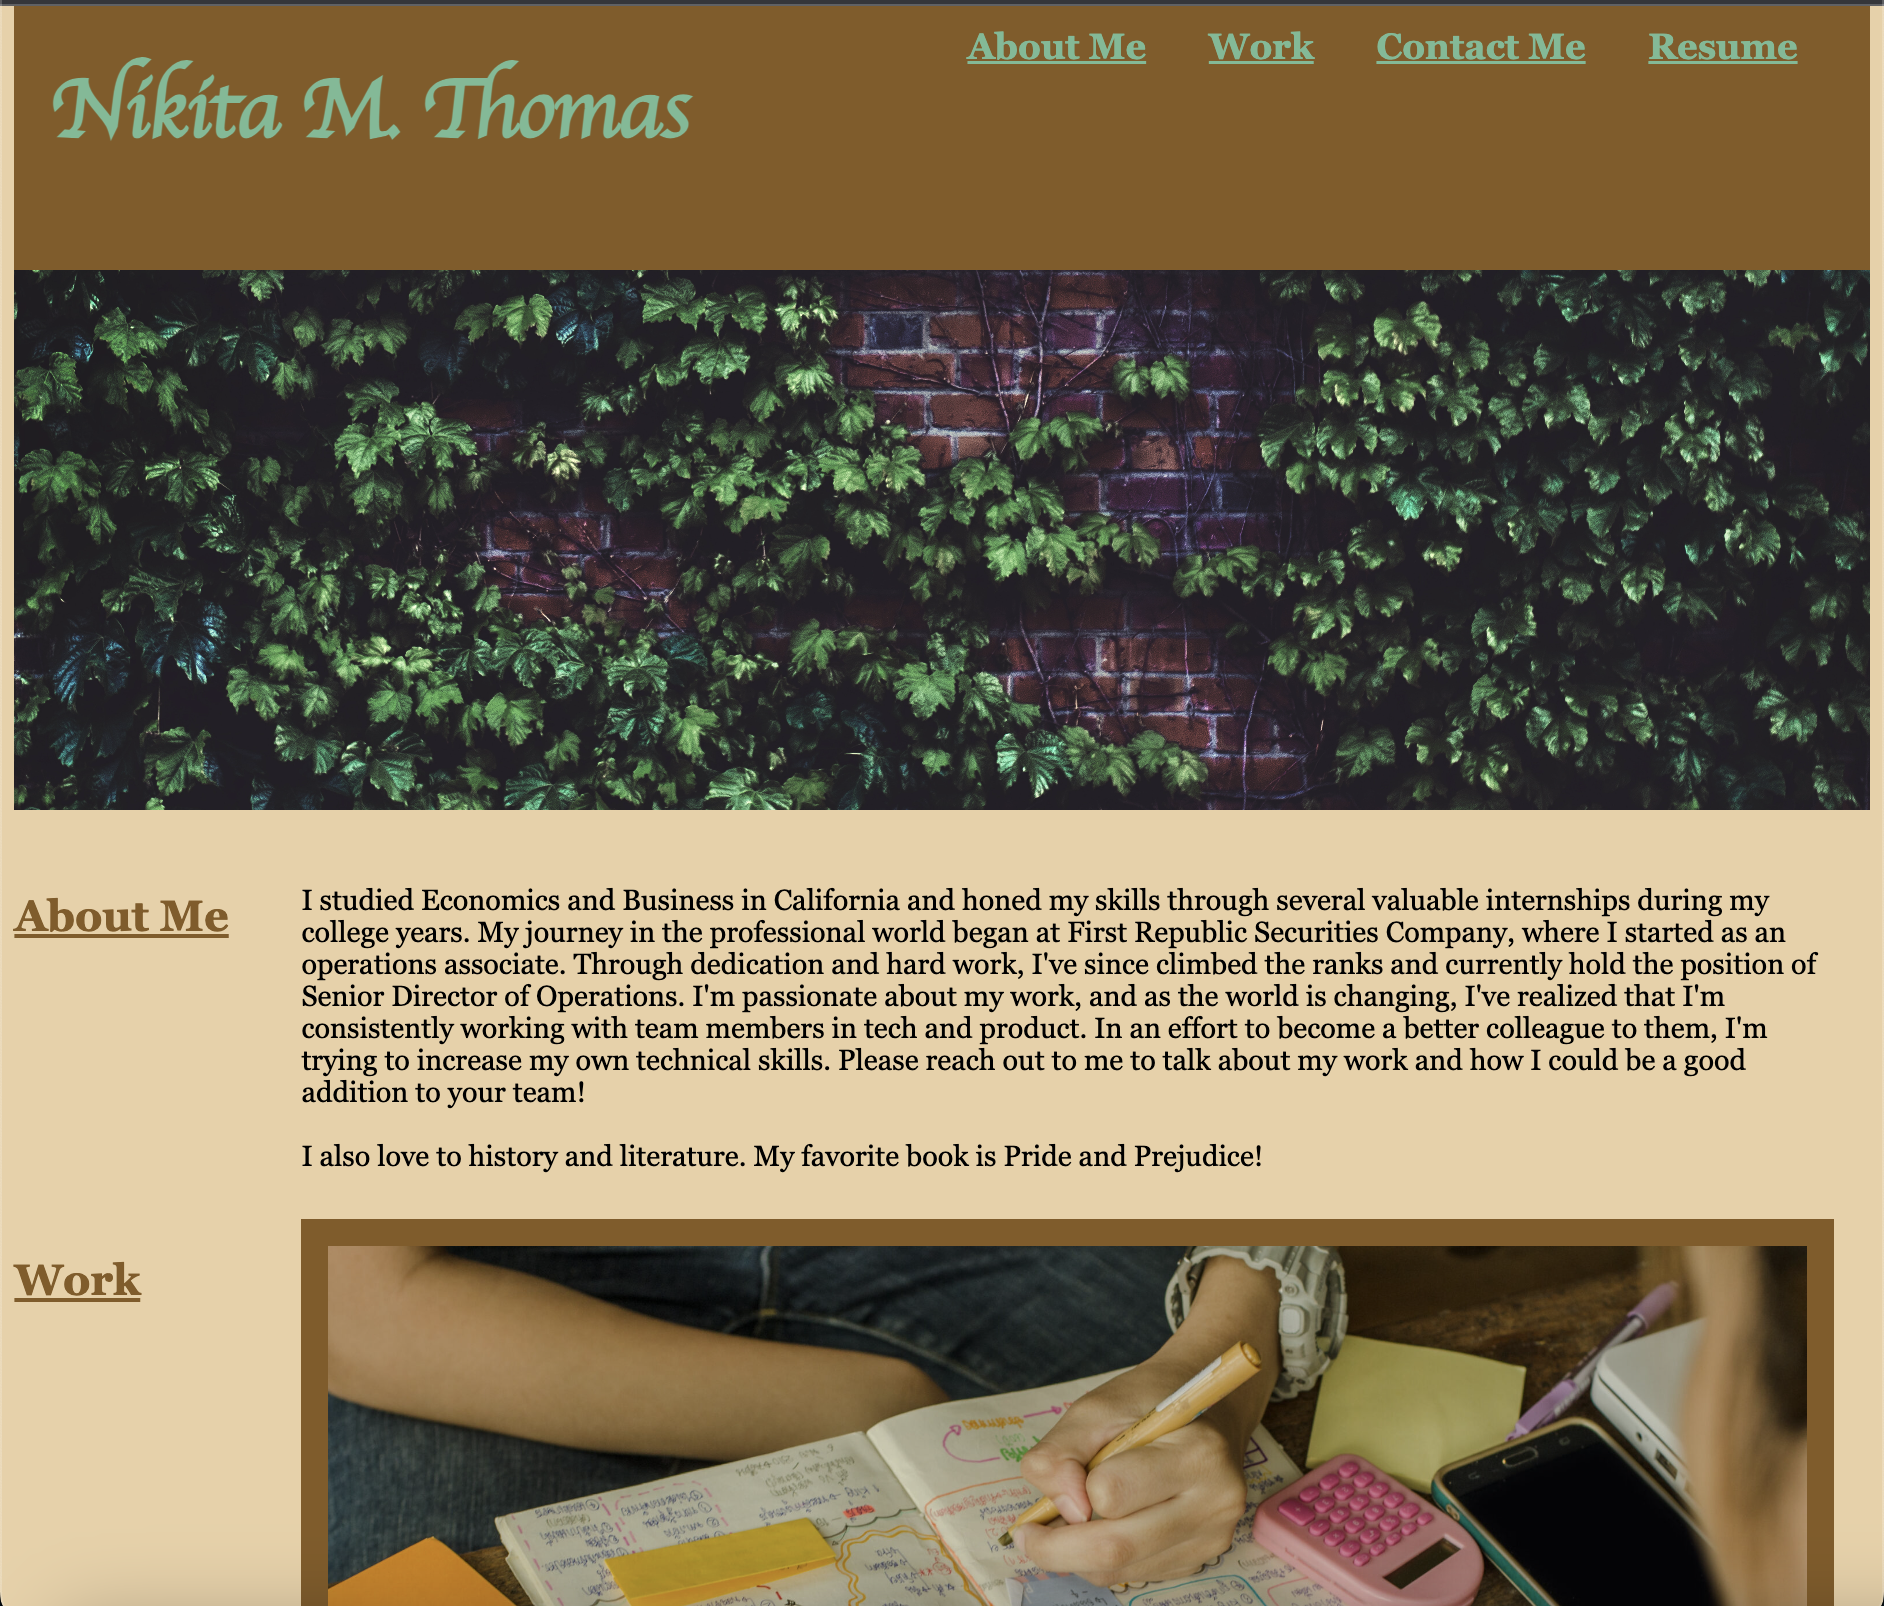 Nikita M. Thomas
About Me Work Contact Me Resume
About Me
I studied Economics and Business in California and honed my skills through several valuable internships during my
college years. My journey in the professional world began at First Republic Securities Company, where I started as an
operations associate. Through dedication and hard work, I've since climbed the ranks and currently hold the position of
Senior Director of Operations. I'm passionate about my work, and as the world is changing, I've realized that I'm
consistently working with team members in tech and product. In an effort to become a better colleague to them, I'm
trying to increase my own technical skills. Please reach out to me to talk about my work and how I could be a good
addition to your team!
I also love to history and literature. My favorite book is Pride and Prejudice!
Work